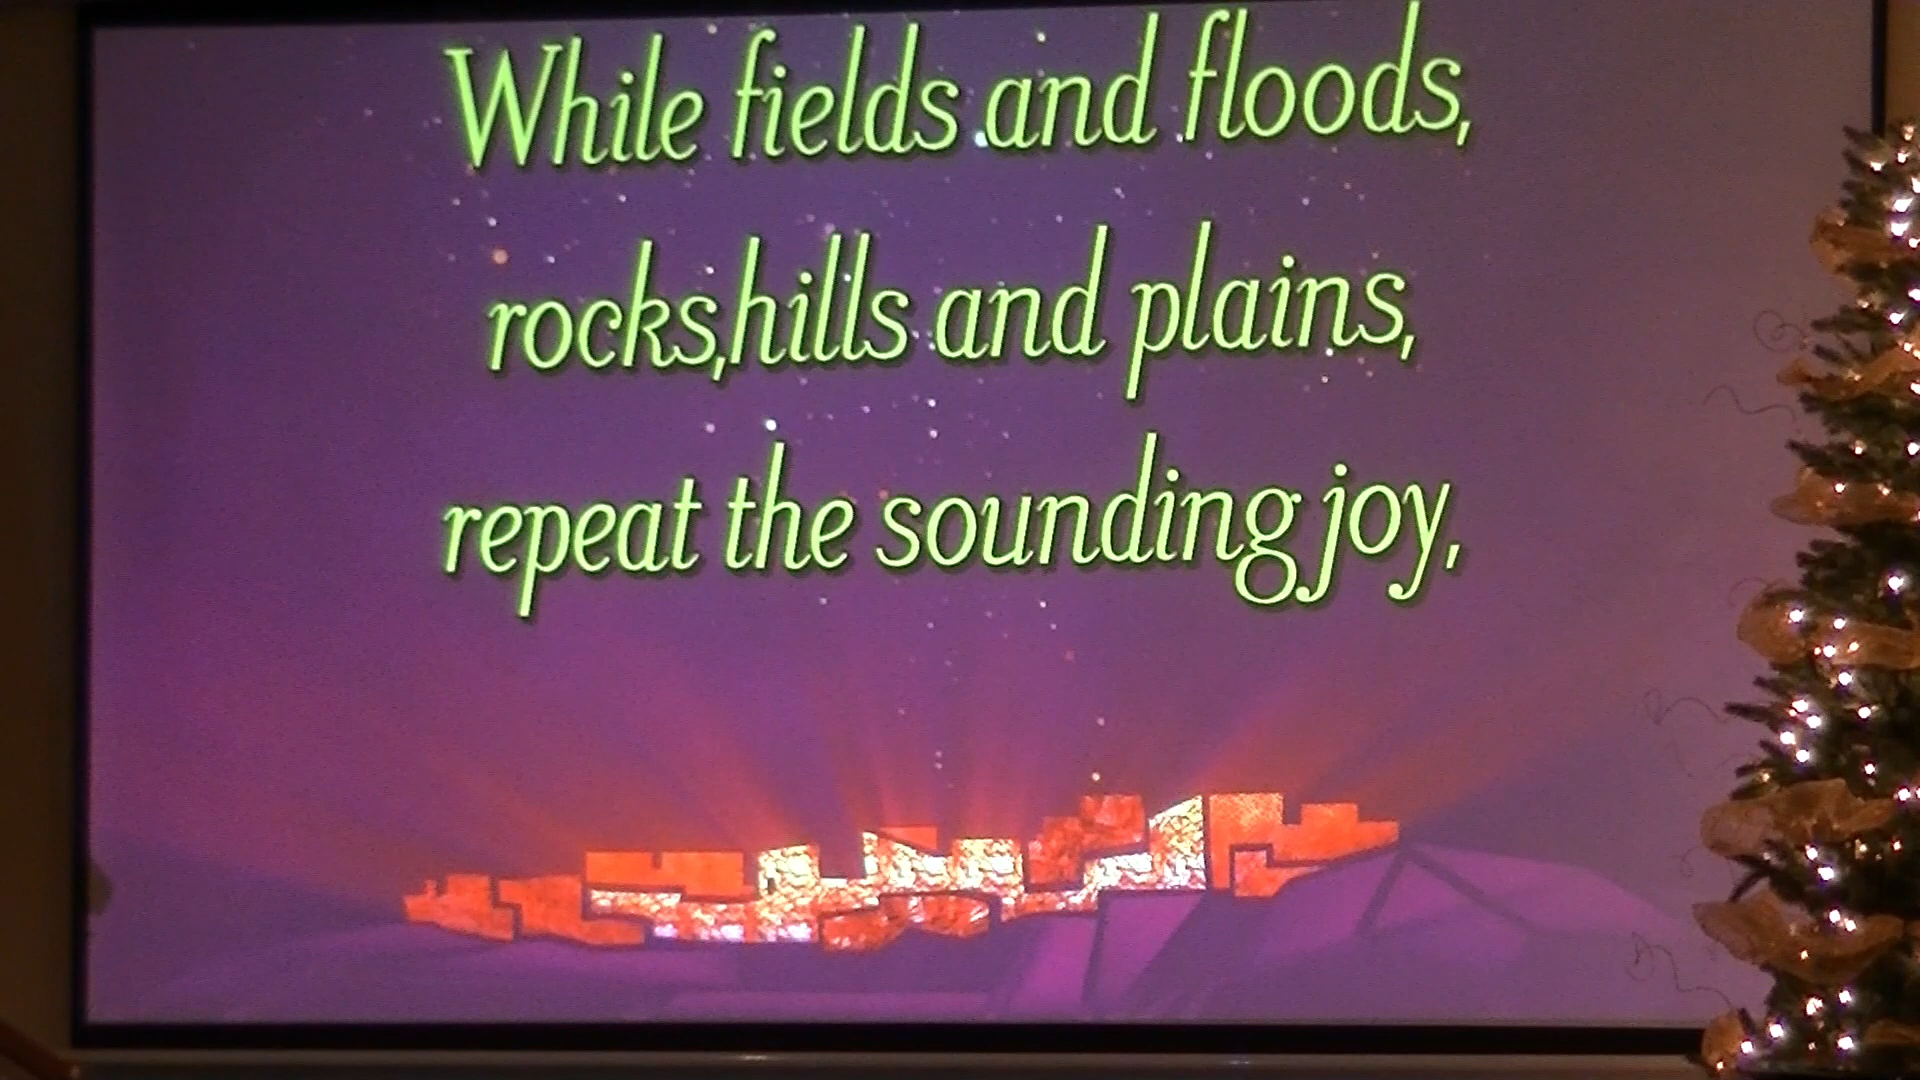 While fields and floods,
rocks,hills and plains,
repeat the sounding joy,